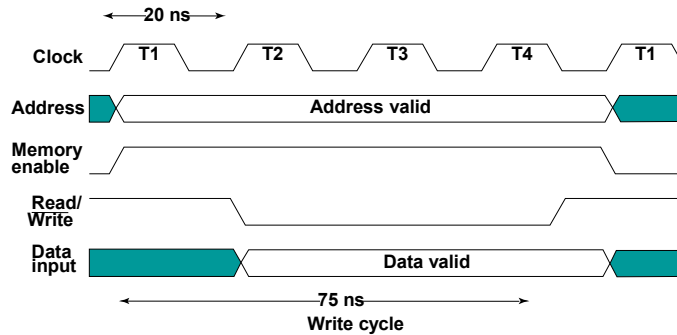 20 ns
Clock T1 T2 T3 T4 T1
Address Address valid
Memory
enable
Read/
Write
Data
input Data valid
75 ns
Write cycle